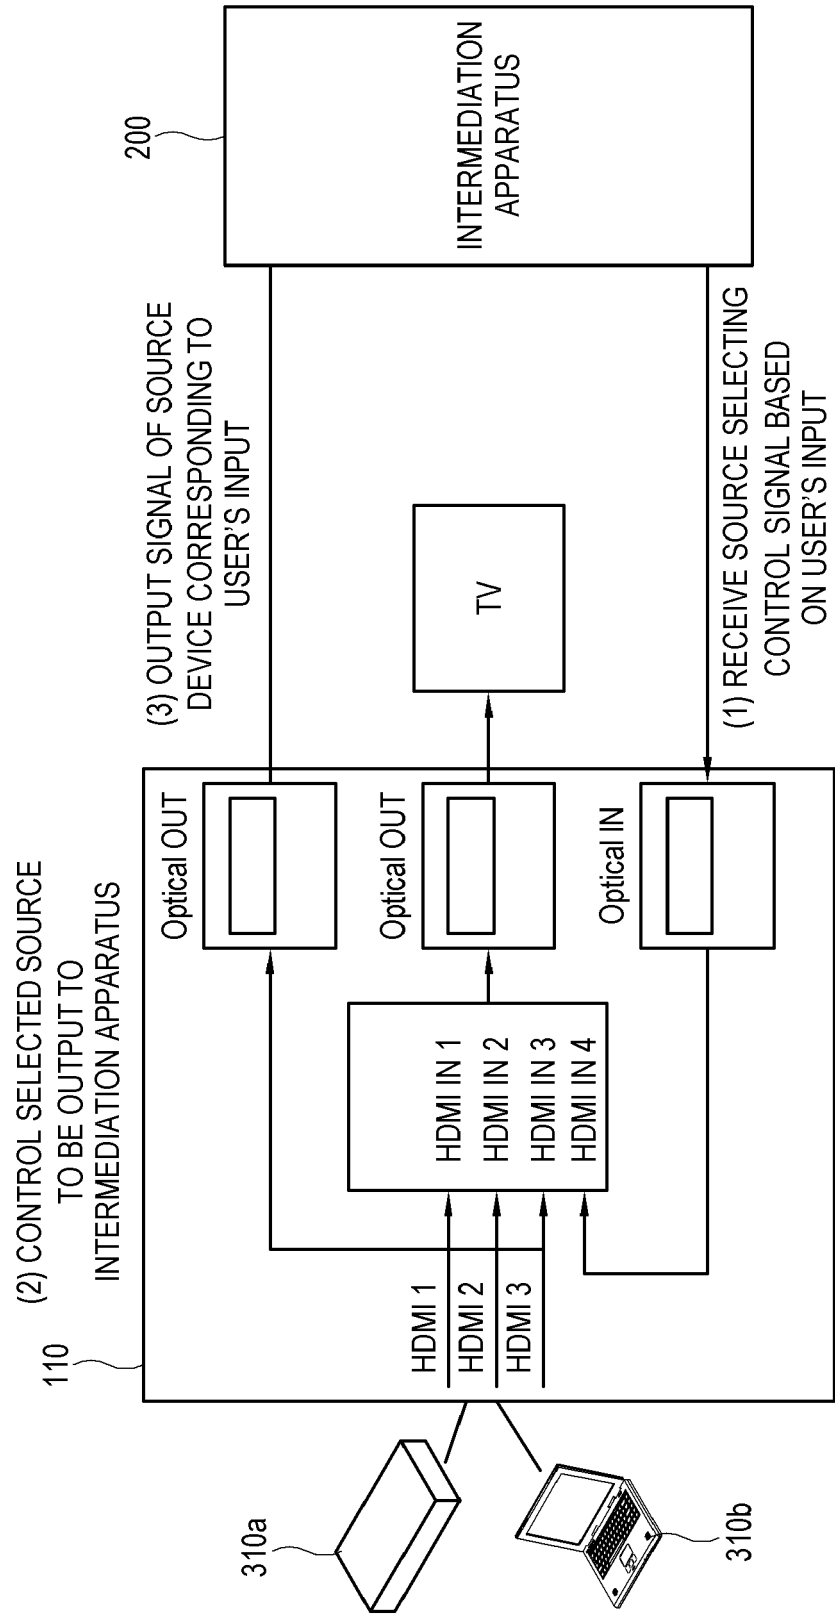 (2) CONTROL SELECTED SOURCE
TO BE OUTPUT TO
INTERMEDIATION APPARATUS
110
310a
310b
HDMI 1
HDMI 2
HDMI 3
HDMI IN 1
HDMI IN 2
HDMI IN 3
HDMI IN 4
Optical OUT
Optical OUT
Optical IN
(3) OUTPUT SIGNAL OF SOURCE
DEVICE CORRESPONDING TO
USER'S INPUT
TV
(1) RECEIVE SOURCE SELECTING
CONTROL SIGNAL BASED
ON USER'S INPUT
200
INTERMEDIATION
APPARATUS